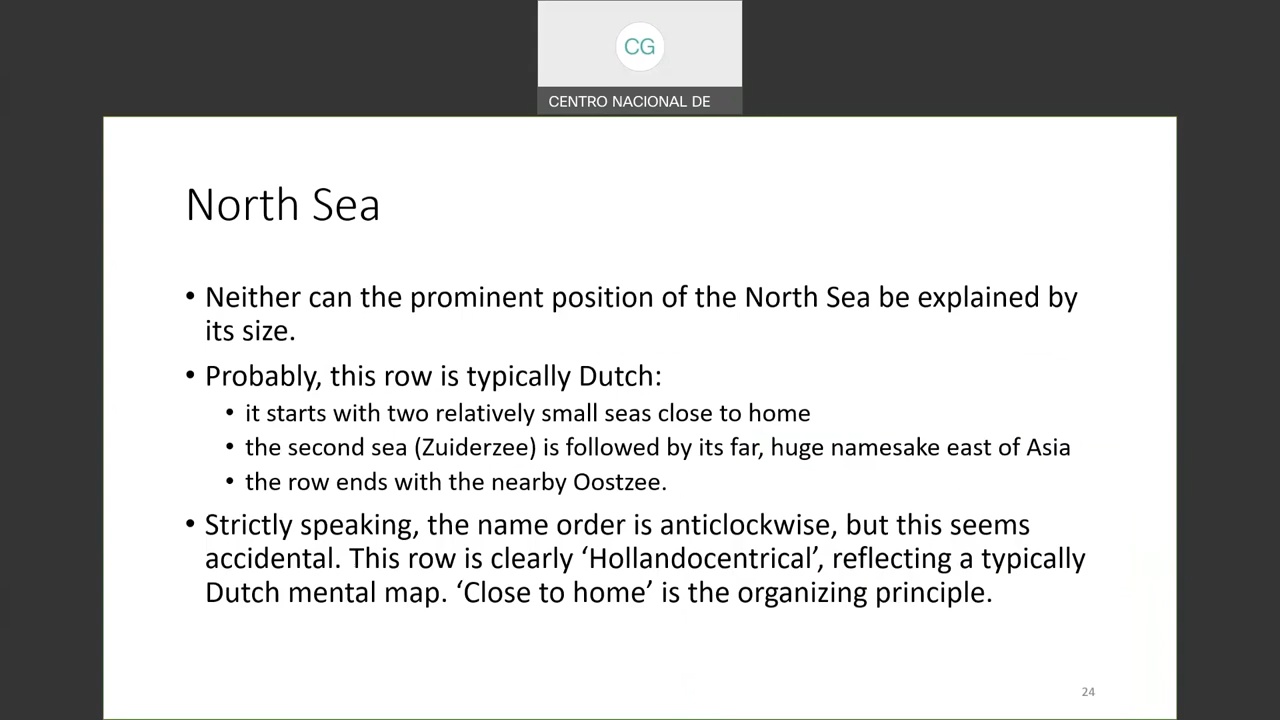 CG
CENTRO NACIONAL DE
North Sea
• Neither can the prominent position of the North Sea be explained by
its size.
• Probably, this row is typically Dutch:
• it starts with two relatively small seas close to home
• the second sea (Zuiderzee) is followed by its far, huge namesake east of Asia
• the row ends with the nearby Oostzee.
• Strictly speaking, the name order is anticlockwise, but this seems
accidental. This row is clearly ‘Hollandocentrical’, reflecting a typically
Dutch mental map. ‘Close to home’ is the organizing principle.
24